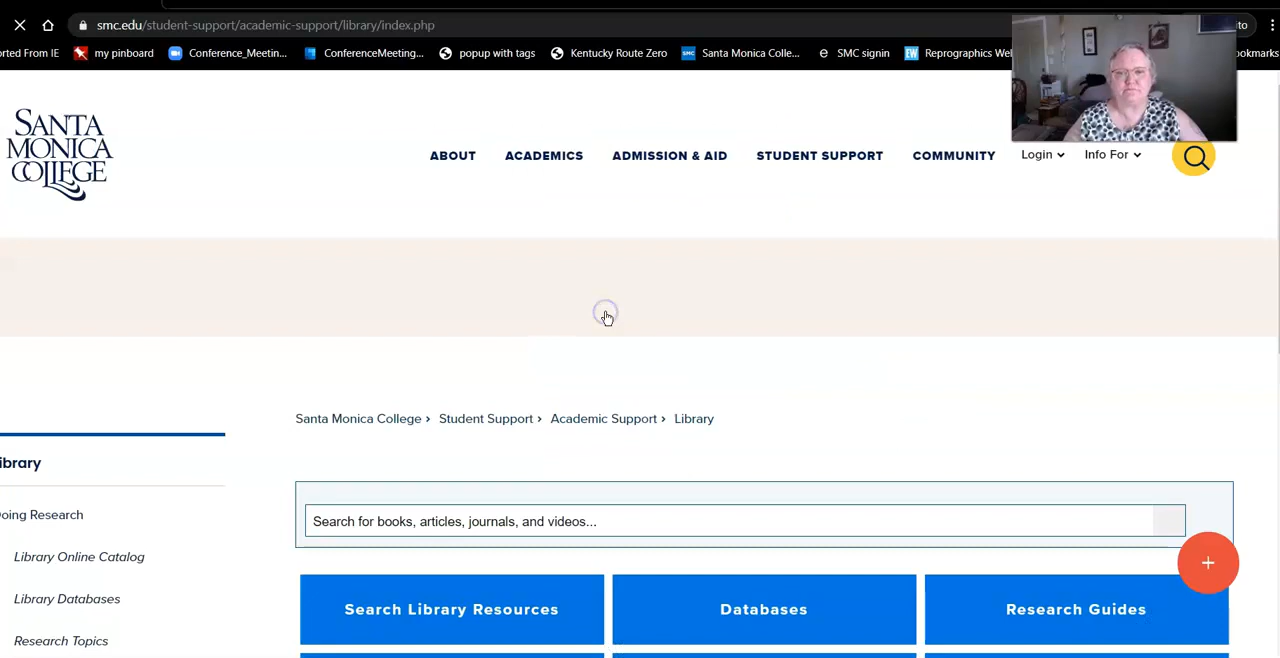 smc.edu/student-support/academic-support/library/index.php
orted From IE my pinboard Conference_Meetin... ConferenceMeeting... popup with tags Kentucky Route Zero Santa Monica Colle... SMC signin Reprographics Wel ookmarks
ito
SANTA
MONICA
COLLEGE
ABOUT ACADEMICS ADMISSION & AID STUDENT SUPPORT COMMUNITY Login Info For
Santa Monica College › Student Support › Academic Support › Library
ibrary
oing Research
Library Online Catalog
Library Databases
Research Topics
Search for books, articles, journals, and videos...
+
Search Library Resources Databases Research Guides